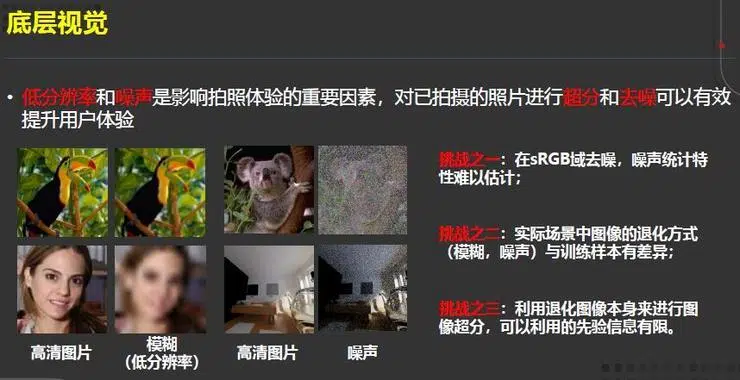 底层视觉
• 低分辨率和噪声是影响拍照体验的重要因素，对已拍摄的照片进行超分和去噪可以有效
提升用户体验
挑战之一：在sRGB域去噪，噪声统计特
性难以估计；
挑战之二：实际场景中图像的退化方式
（模糊，噪声）与训练样本有差异；
挑战之三：利用退化图像本身来进行图
像超分，可以利用的先验信息有限。
高清图片
模糊
（低分辨率）
高清图片
噪声